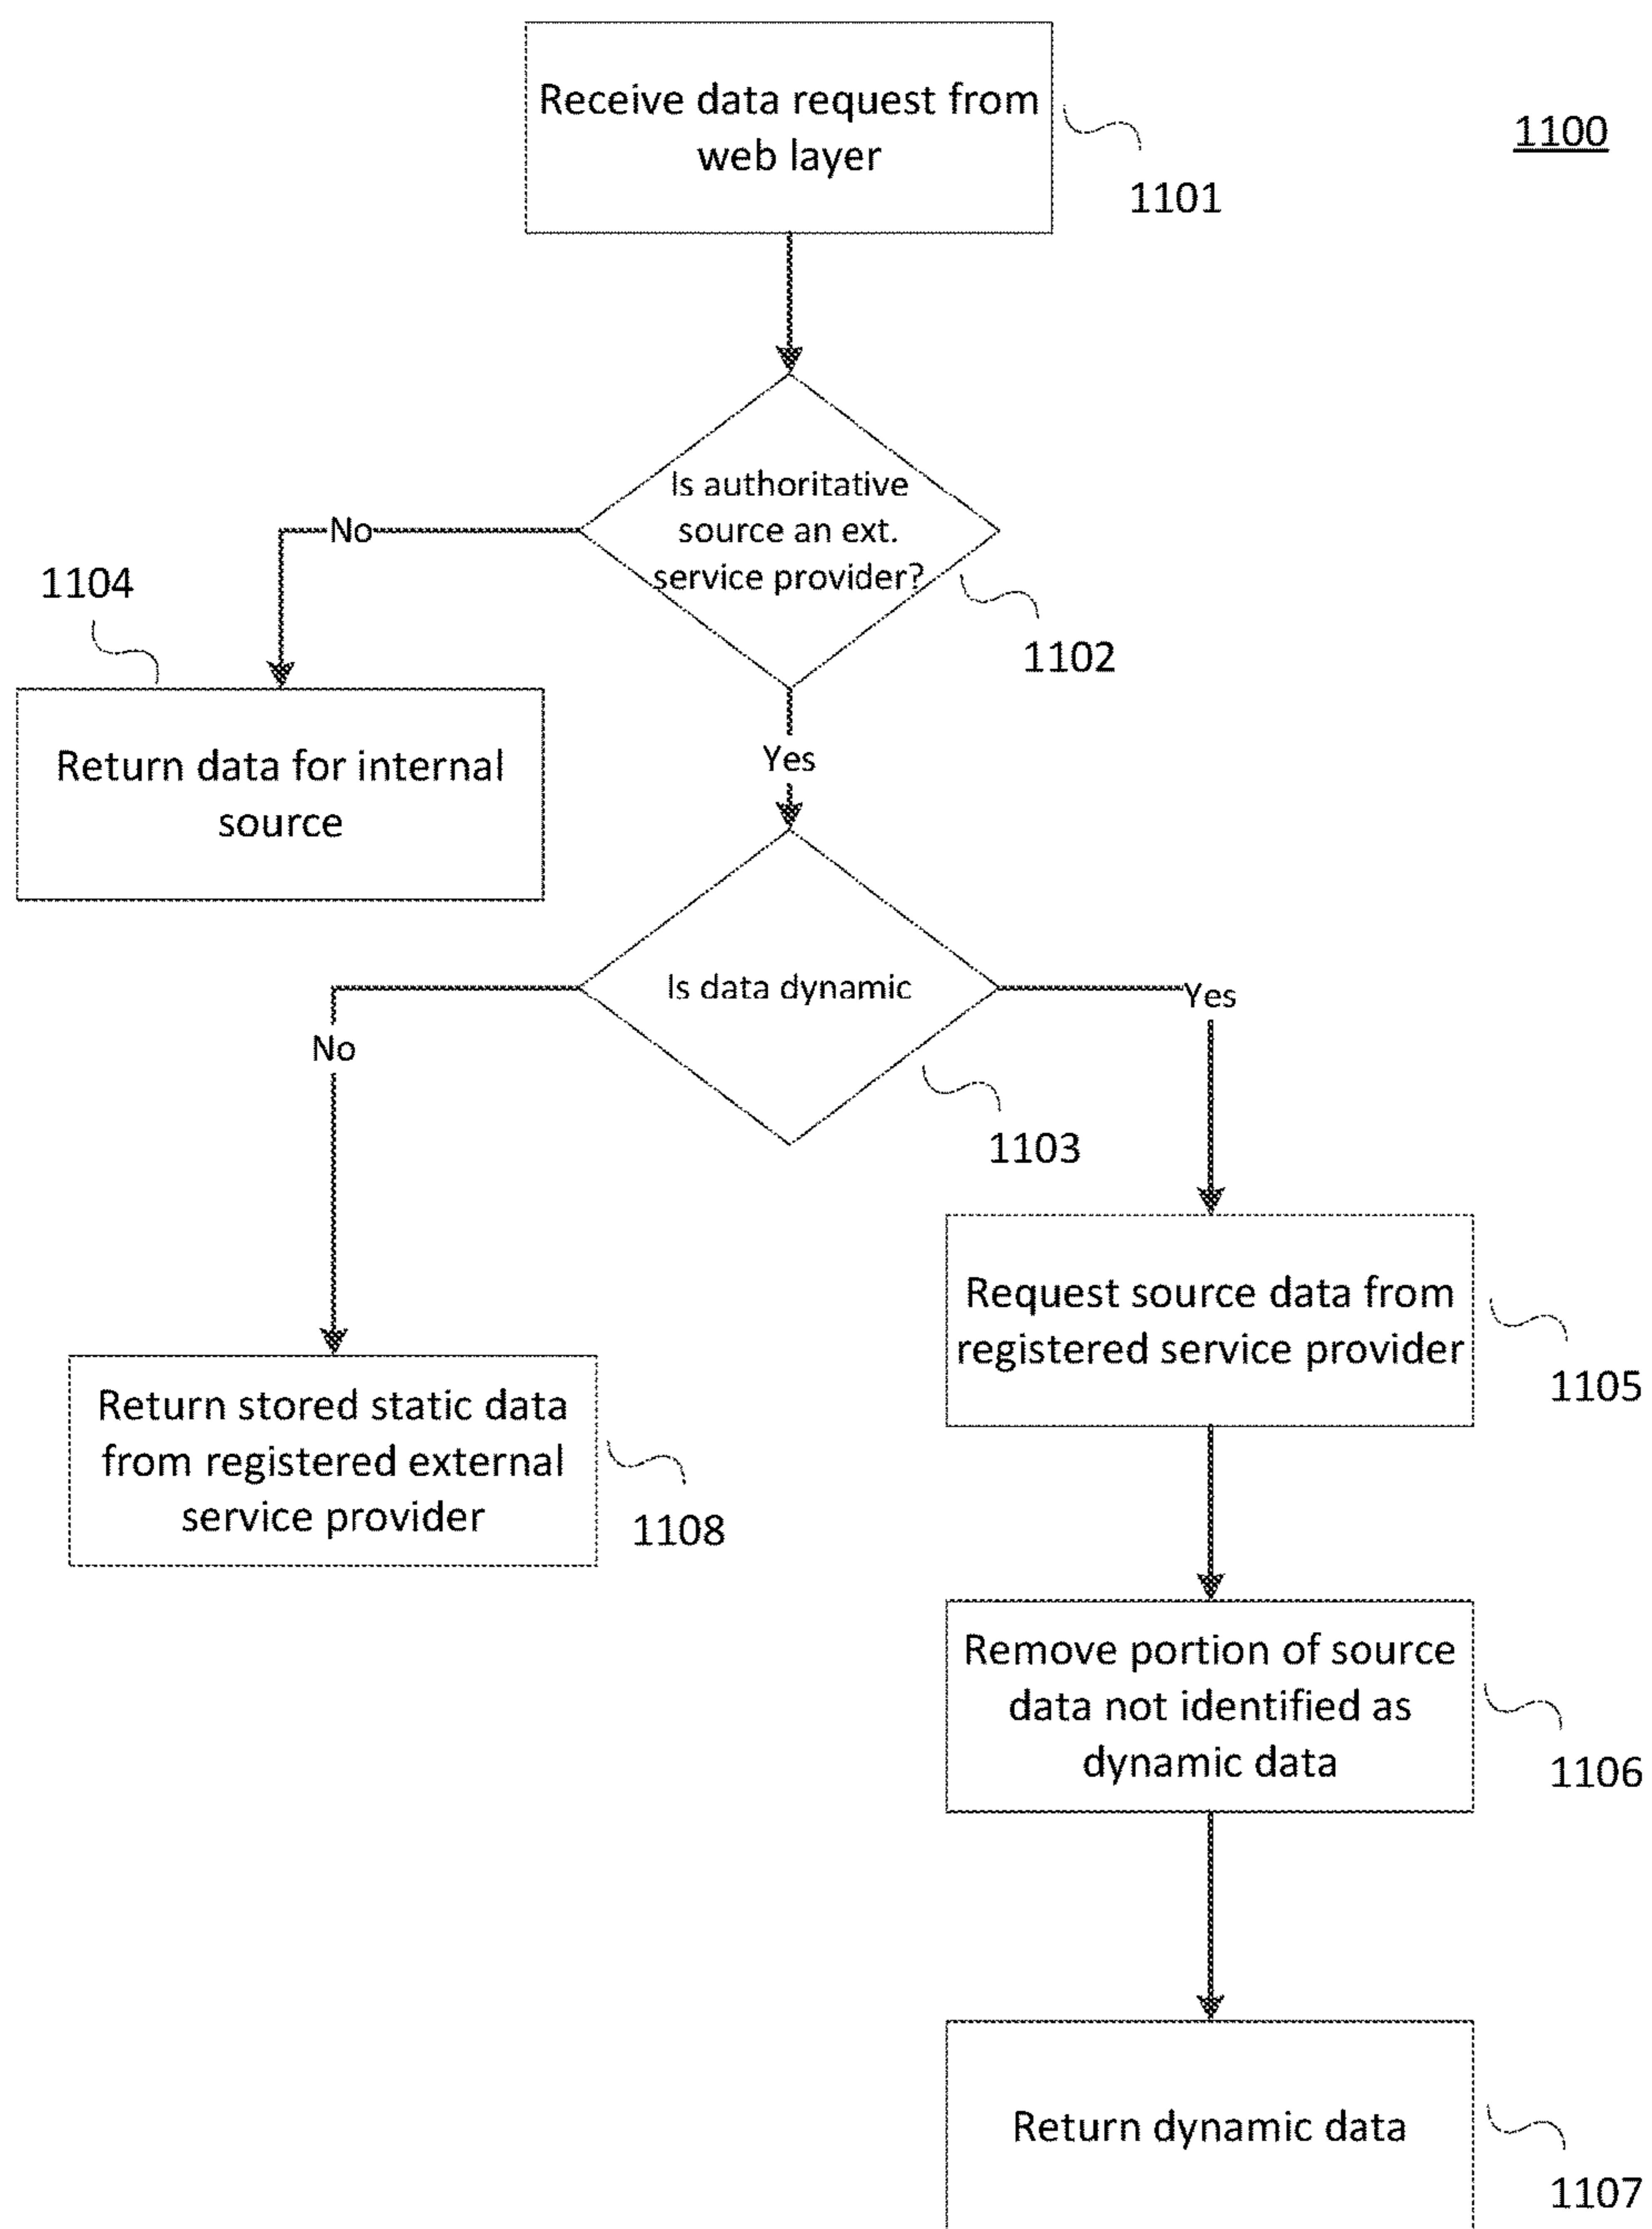 Receive data request from
web layer
1100
1101
Is authoritative
source an ext.
service provider?
No
1104
1102
Return data for internal
source
Yes
Is data dynamic
Yes
No
1103
Request source data from
registered service provider
1105
Return stored static data
from registered external
service provider
1108
Remove portion of source
data not identified as
dynamic data
1106
Return dynamic data
1107